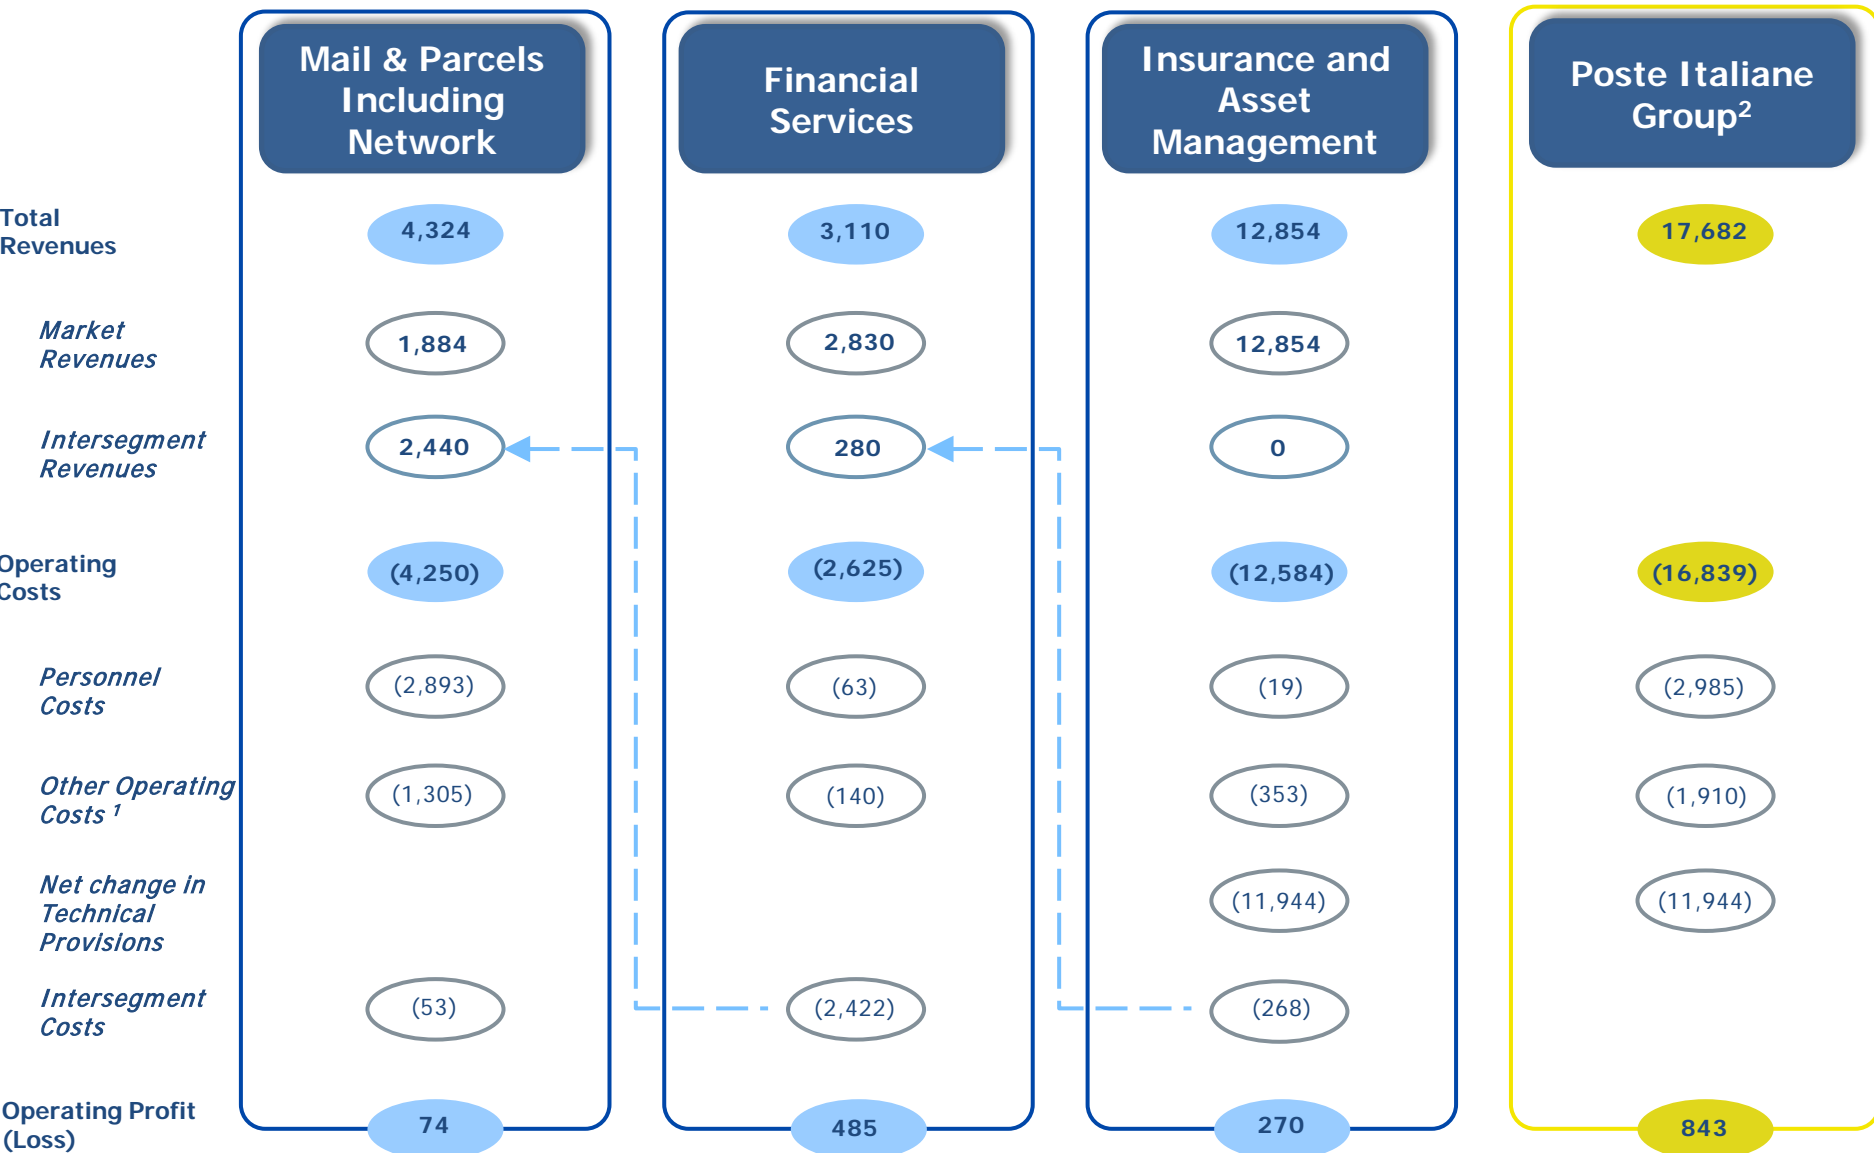 Mail & Parcels
Including
Network
Financial
Services
Insurance and
Asset
Management
Poste Italiane
Group²
Total
Revenues
4,324
3,110
12,854
17,682
Market
Revenues
1,884
2,830
12,854
Intersegment
Revenues
2,440
280
0
Operating
Costs
(4,250)
(2,625)
(12,584)
(16,839)
Personnel
Costs
(2,893)
(63)
(19)
(2,985)
Other Operating
Costs ¹
(1,305)
(140)
(353)
(1,910)
Net change in
Technical
Provisions
(11,944)
(11,944)
Intersegment
Costs
(53)
(2,422)
(268)
Operating Profit
(Loss)
74
485
270
843